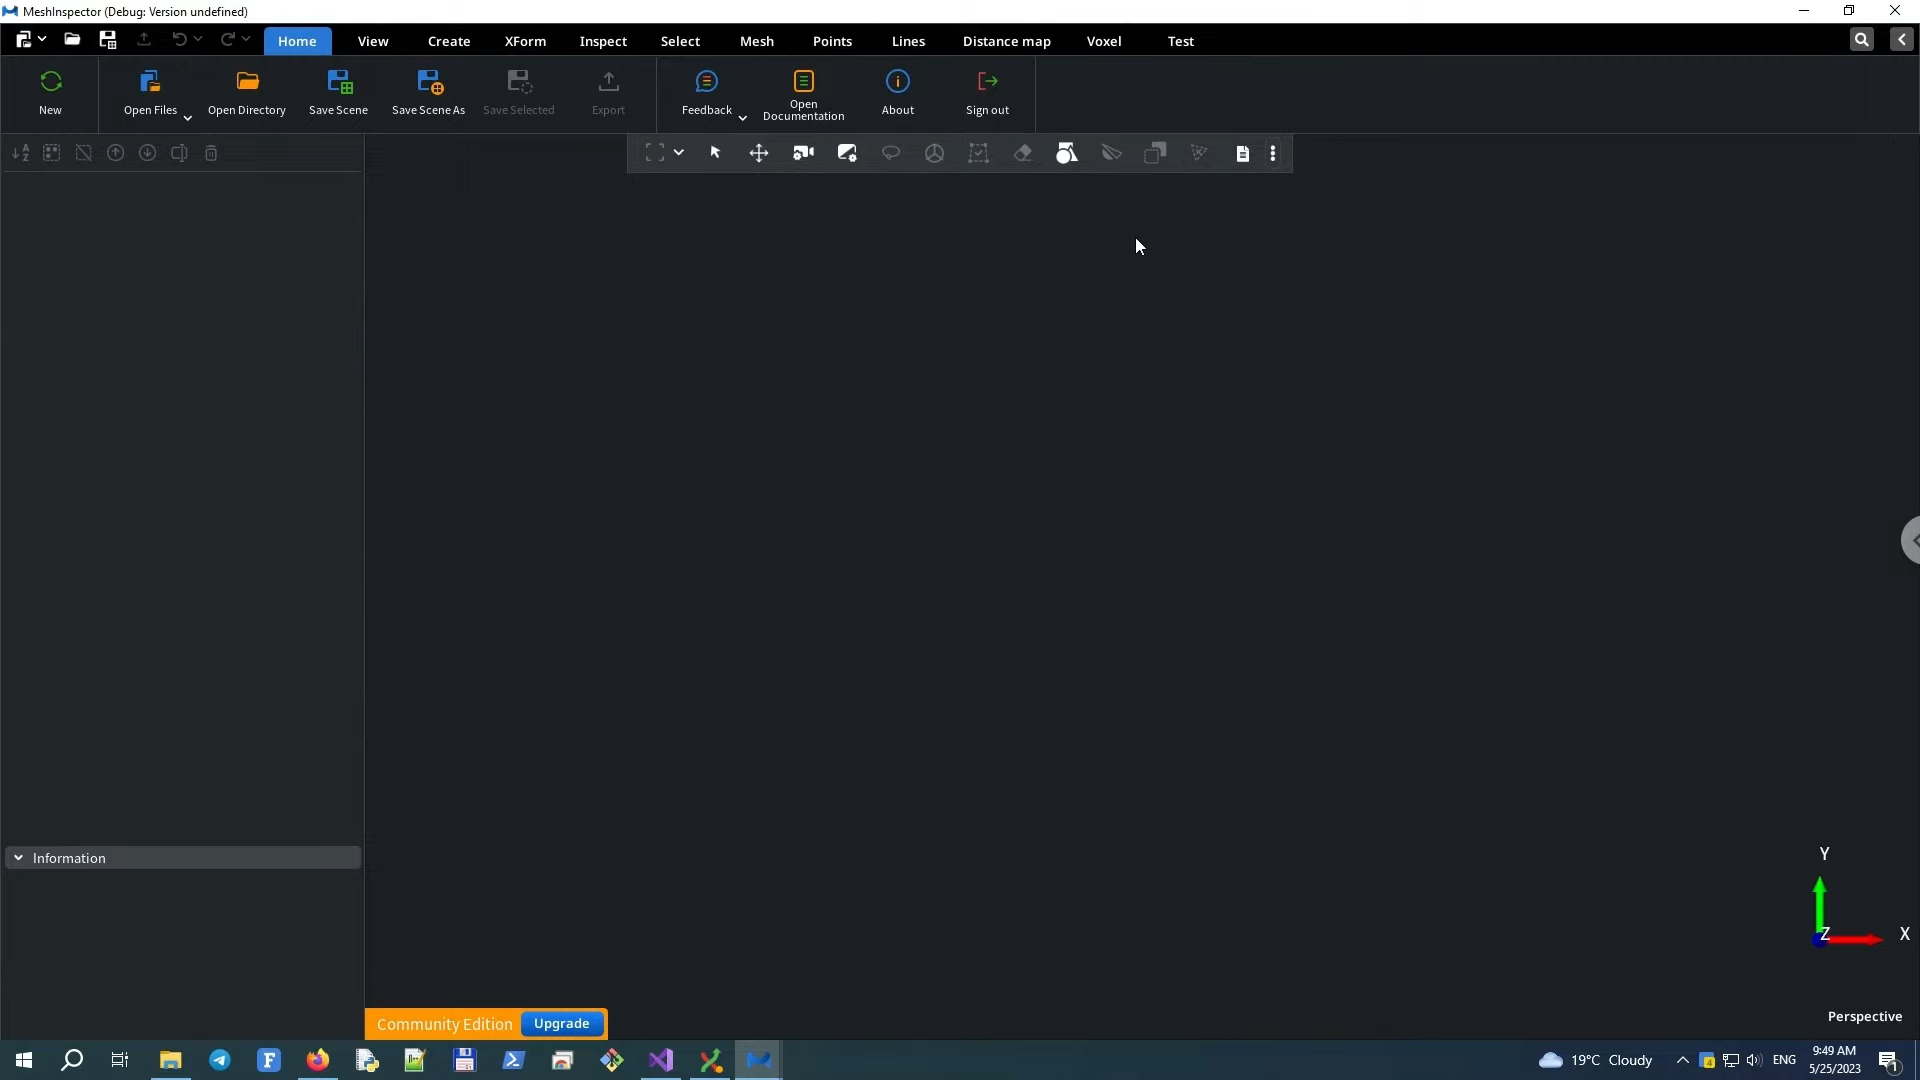 MeshInspector (Debug: Version undefined)
Home View Create XForm Inspect Select Mesh Points Lines Distance map Voxel Test
New Open Files Open Directory Save Scene Save Scene As Save Selected Export Feedback Open Documentation About Sign out
Information
Y
Z X
Perspective
Community Edition Upgrade
19°C Cloudy ENG 9:49 AM
5/25/2023